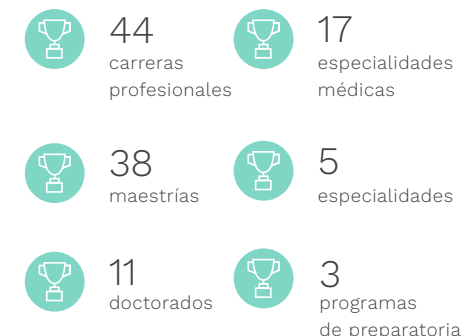 44
carreras
profesionales
17
especialidades
médicas
38
maestrías
5
especialidades
11
doctorados
3
programas
de preparatoria